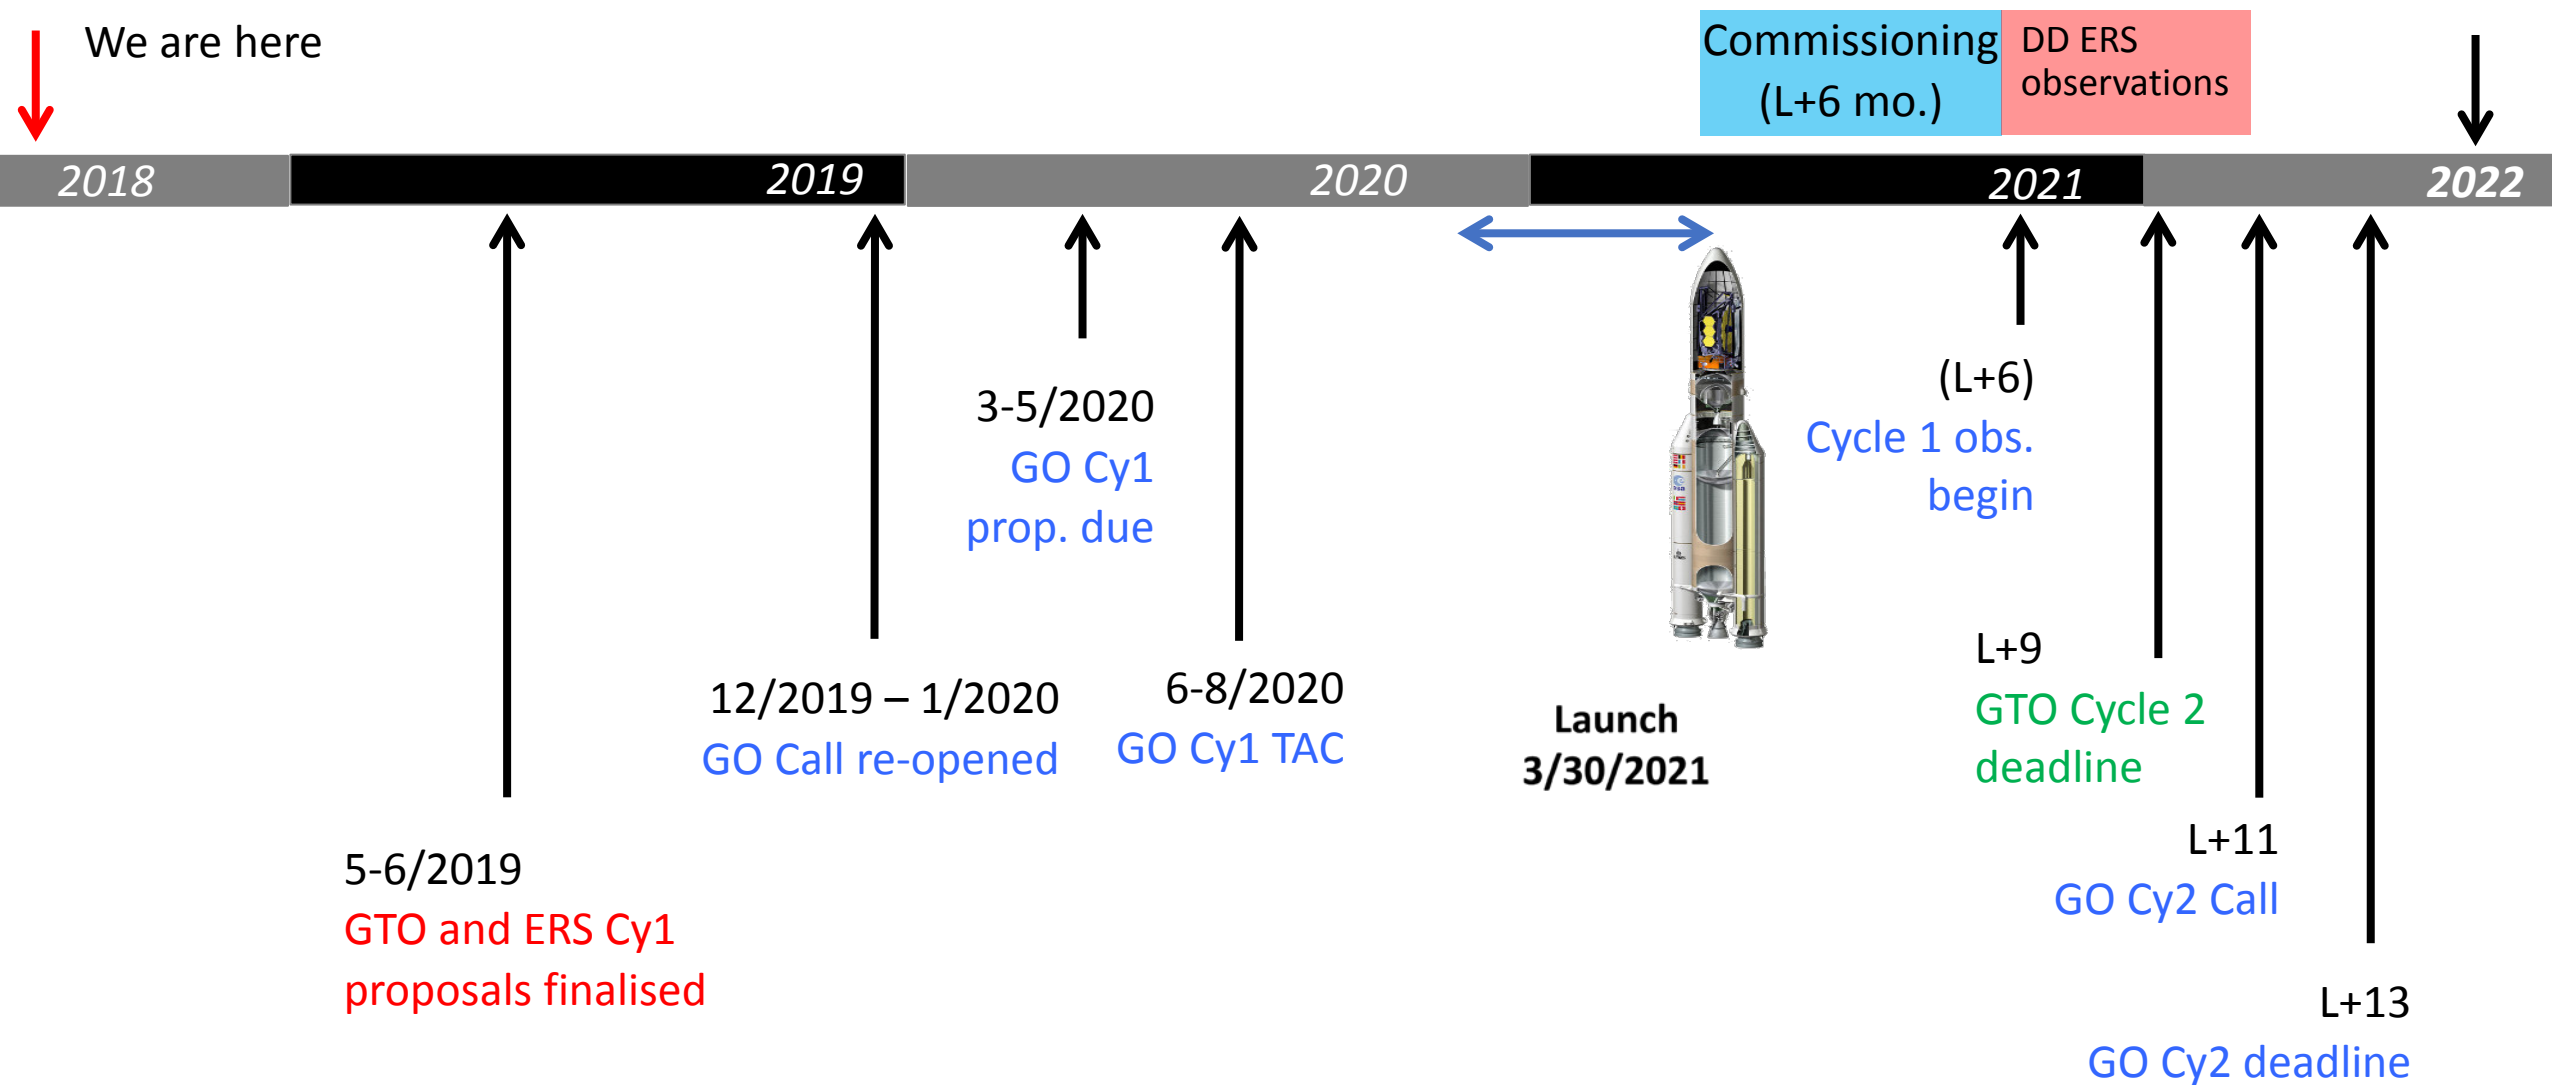 We are here
Commissioning
(L+6 mo.)
DD ERS
observations
2018
2019
2020
2021
2022
3-5/2020
GO Cy1
prop. due
(L+6)
Cycle 1 obs.
begin
12/2019 – 1/2020
GO Call re-opened
6-8/2020
GO Cy1 TAC
Launch
3/30/2021
L+9
GTO Cycle 2
deadline
5-6/2019
GTO and ERS Cy1
proposals finalised
L+11
GO Cy2 Call
L+13
GO Cy2 deadline